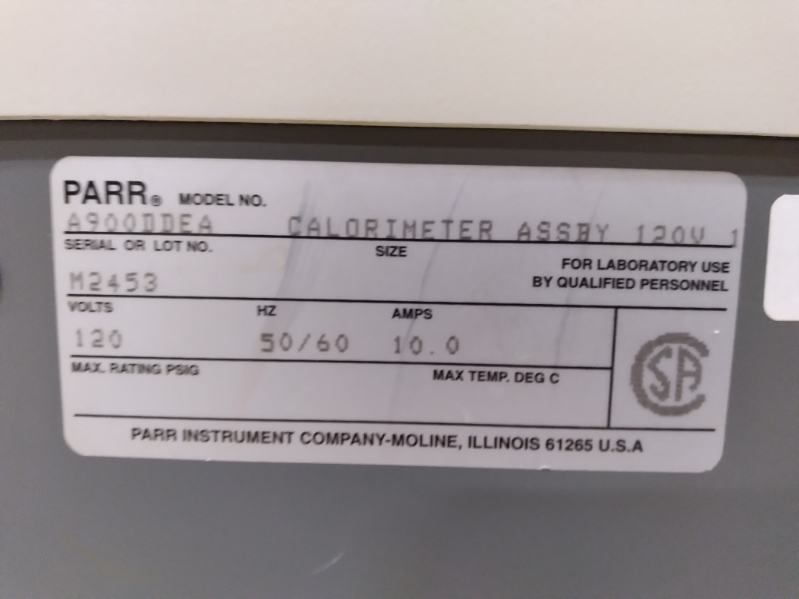 PARR® MODEL NO.
A900DDEA CALORIMETER ASSBY 120V 1
SERIAL OR LOT NO. SIZE
FOR LABORATORY USE
M2453 BY QUALIFIED PERSONNEL
VOLTS HZ AMPS
120 50/60 10.0
MAX. RATING PSIG MAX TEMP. DEG C
CSA
PARR INSTRUMENT COMPANY-MOLINE, ILLINOIS 61265 U.S.A